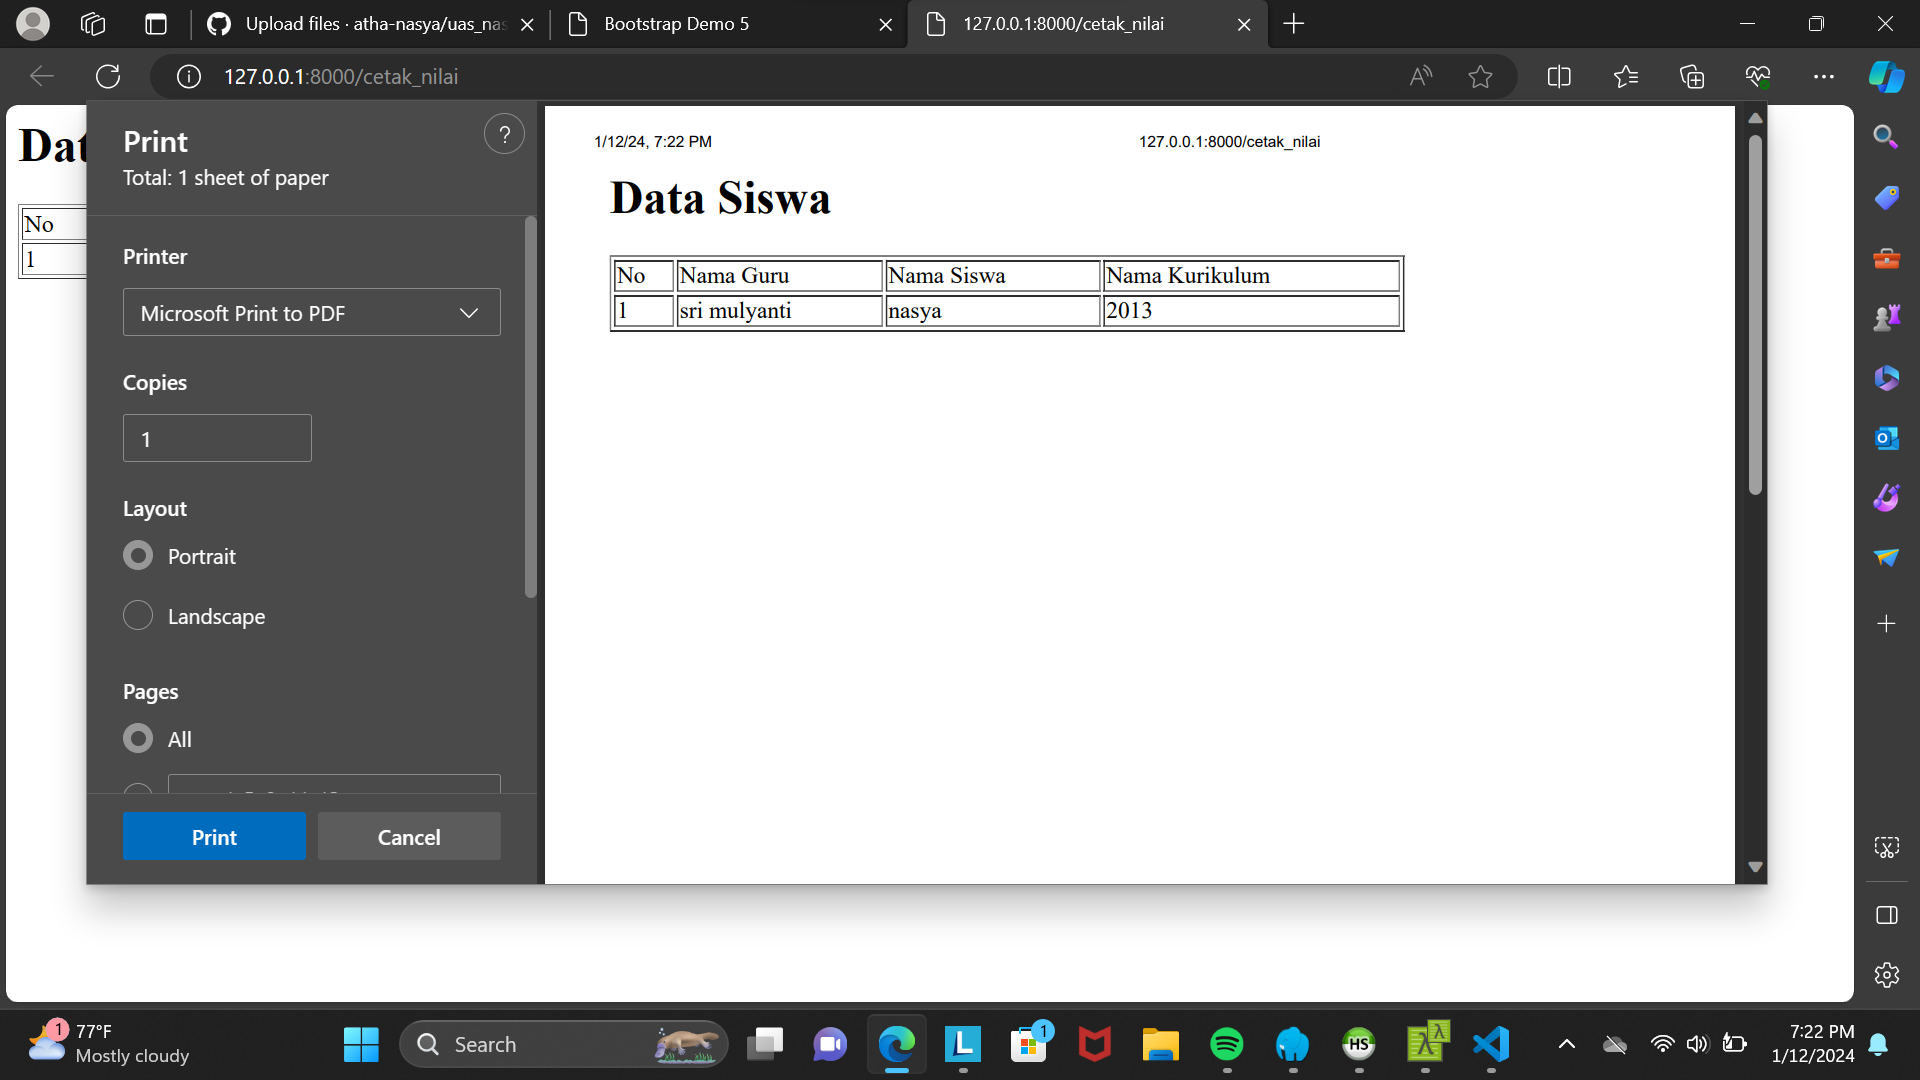 Upload files · atha-nasya/uas_nas
Bootstrap Demo 5
127.0.0.1:8000/cetak_nilai
127.0.0.1:8000/cetak_nilai
Dat
No
1
Print
Total: 1 sheet of paper
?
Printer
Microsoft Print to PDF
Copies
1
Layout
Portrait
Landscape
Pages
All
Print
Cancel
1/12/24, 7:22 PM
127.0.0.1:8000/cetak_nilai
Data Siswa
No Nama Guru Nama Siswa Nama Kurikulum
1 sri mulyanti nasya 2013
1
77°F
Mostly cloudy
Search
L
1
HS
7:22 PM
1/12/2024